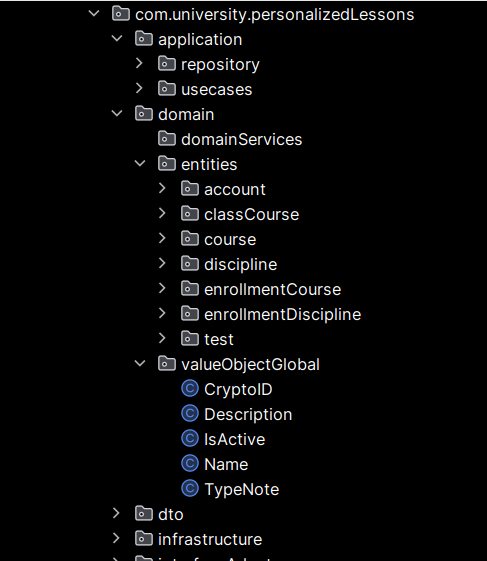 com.university.personalizedLessons
application
repository
usecases
domain
domainServices
entities
account
classCourse
course
discipline
enrollmentCourse
enrollmentDiscipline
test
valueObjectGlobal
C CryptoID
C Description
C IsActive
C Name
C TypeNote
dto
infrastructure